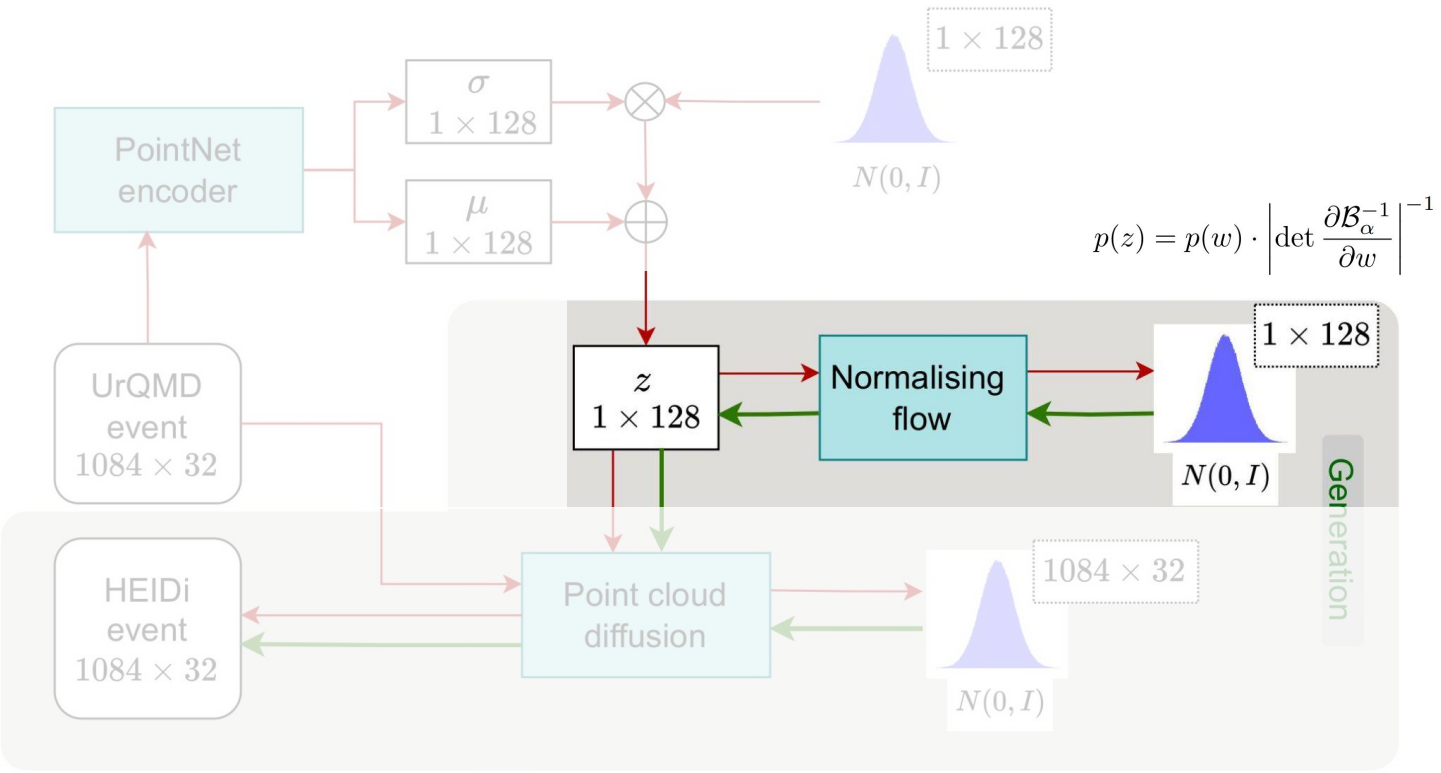 1 × 128
σ
1 × 128
PointNet
encoder
N(0, I)
μ
1 × 128
p(z) = p(w) · |det ∂ℬ_α^{-1} / ∂w|^{-1}
1 × 128
UrQMD
event
1084 × 32
z
1 × 128
Normalising
flow
N(0, I)
Generation
HEIDi
event
1084 × 32
Point cloud
diffusion
1084 × 32
N(0, I)